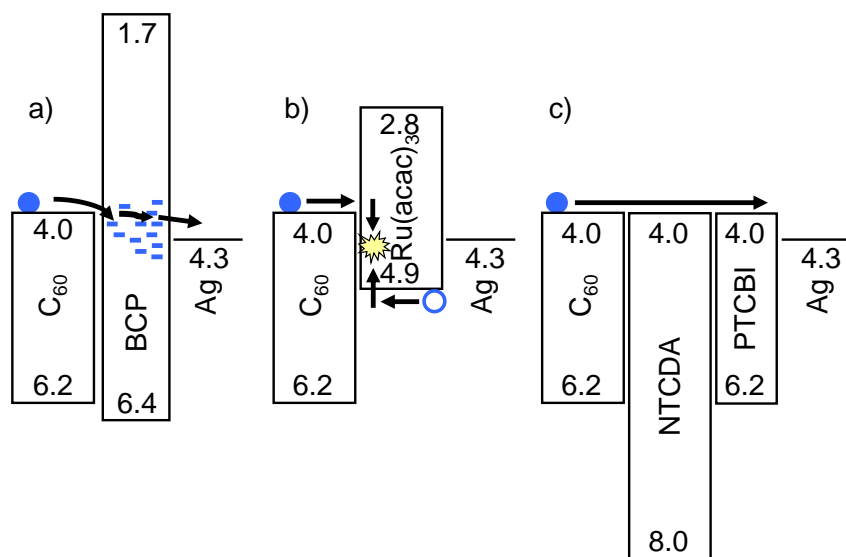 a)
1.7
4.0
C₆₀
6.2
BCP
6.4
4.3
Ag
b)
2.8
Ru(acac)₃
4.9
4.0
C₆₀
6.2
4.3
Ag
c)
4.0
C₆₀
6.2
4.0
NTCDA
8.0
4.0
PTCBI
6.2
4.3
Ag